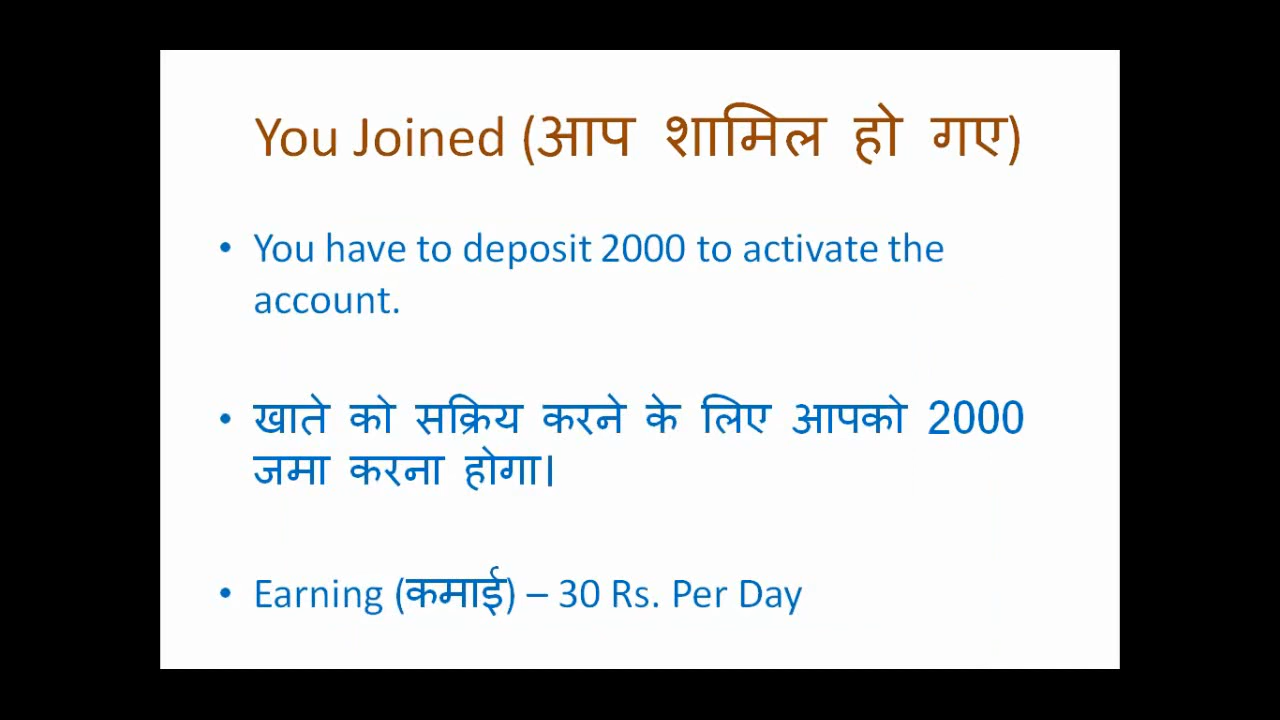 You Joined (आप शामिल हो गए)
• You have to deposit 2000 to activate the
account.
• खाते को सक्रिय करने के लिए आपको 2000
जमा करना होगा।
• Earning (कमाई) – 30 Rs. Per Day